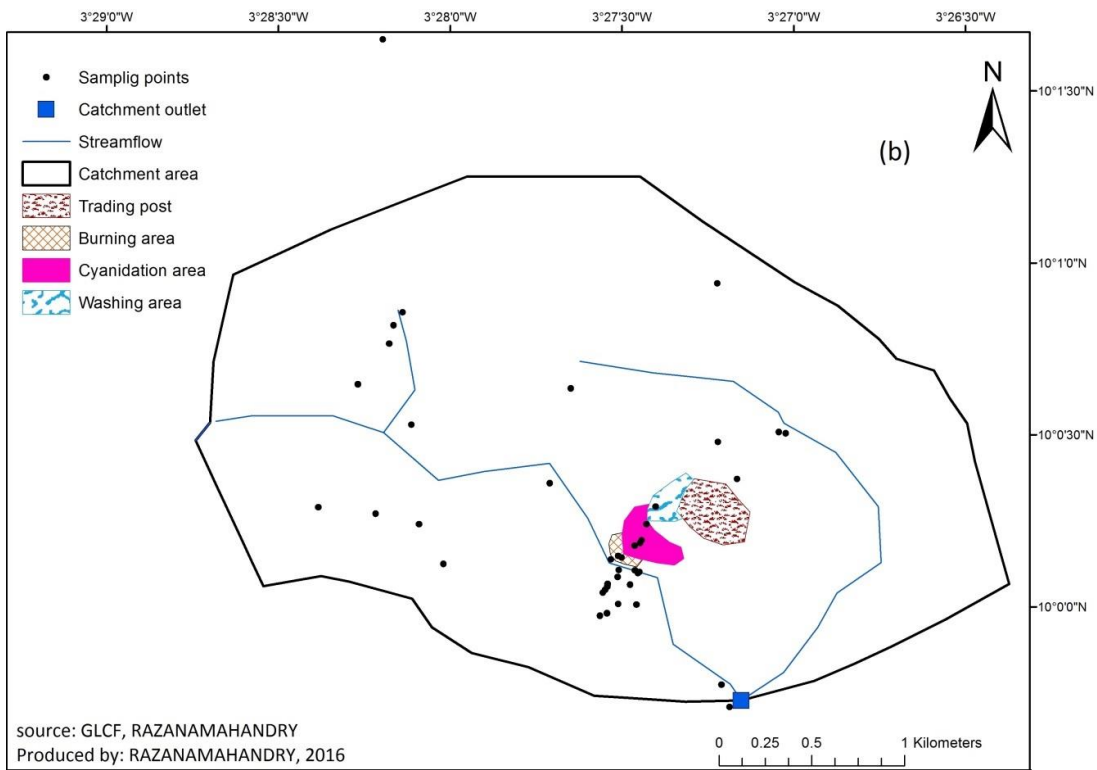 3°29'0"W 3°28'30"W 3°28'0"W 3°27'30"W 3°27'0"W 3°26'30"W
N
10°1'30"N
(b)
Samplig points
Catchment outlet
Streamflow
Catchment area
Trading post
Burning area
Cyanidation area
Washing area
10°1'0"N
10°0'30"N
10°0'0"N
source: GLCF, RAZANAMAHANDRY
Produced by: RAZANAMAHANDRY, 2016
0 0.25 0.5 1 Kilometers